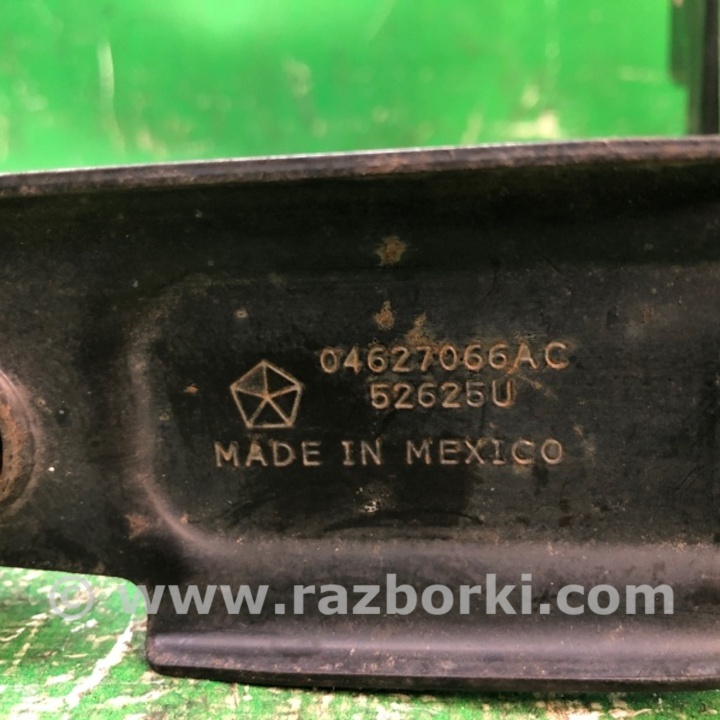 04627066AC
52625U
MADE IN MEXICO
© www.razborki.com